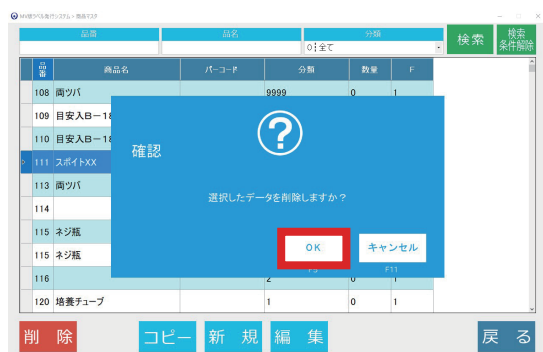 MV瓶ラベル発行システム > 商品マスタ
品番 品名 分類
0:全て
検索 検索条件解除
品番 商品名 バーコード 分類 数量 F
108 両ツバ 9999 0 1
109 目安入B－18
110 目安入B－18
111 スポイトXX
113 両ツバ
114
115 ネジ瓶
115 ネジ瓶
116 2 0 1
120 培養チューブ 1 0 1
確認
選択したデータを削除しますか？
OK キャンセル
F5 F11
削 除 コピー 新 規 編 集 戻 る